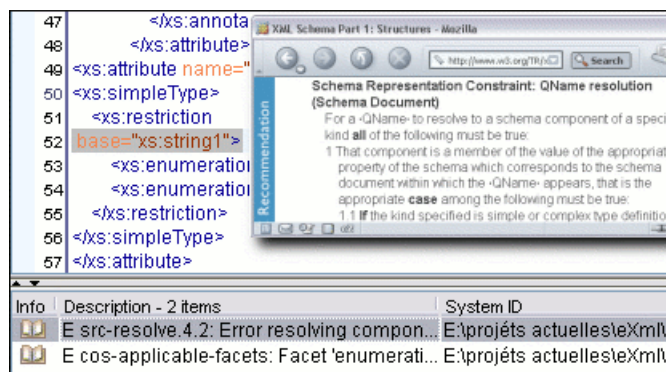 47 </xs:annota
48 </xs:attribute>
49 <xs:attribute name="
50 <xs:simpleType>
51 <xs:restriction
52 base="xs:string1">
53 <xs:enumeration
54 <xs:enumeration
55 </xs:restriction>
56 </xs:simpleType>
57 </xs:attribute>
XML Schema Part 1: Structures - Mozilla
http://www.w3.org/TR/x Search
Recommendation
Schema Representation Constraint: QName resolution
(Schema Document)
For a ·QName· to resolve to a schema component of a speci
kind all of the following must be true:
1 That component is a member of the value of the appropriat
property of the schema which corresponds to the schema
document within which the ·QName· appears, that is the
appropriate case among the following must be true:
1.1 If the kind specified is simple or complex type definitio
Info Description - 2 items System ID
E src-resolve.4.2: Error resolving compon... E:\projéts actuelles\eXml\
E cos-applicable-facets: Facet 'enumerati... E:\projéts actuelles\eXml\